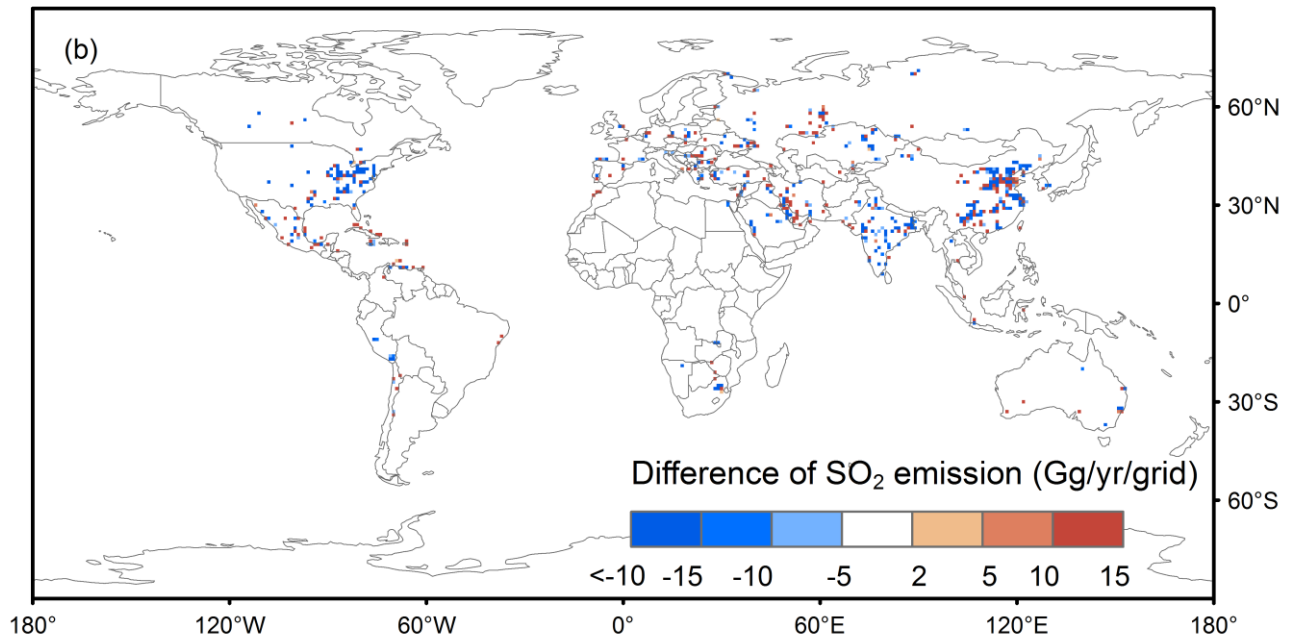 (b)
60°N
30°N
0°
30°S
60°S
Difference of SO₂ emission (Gg/yr/grid)
<-10 -15 -10 -5 2 5 10 15
180° 120°W 60°W 0° 60°E 120°E 180°